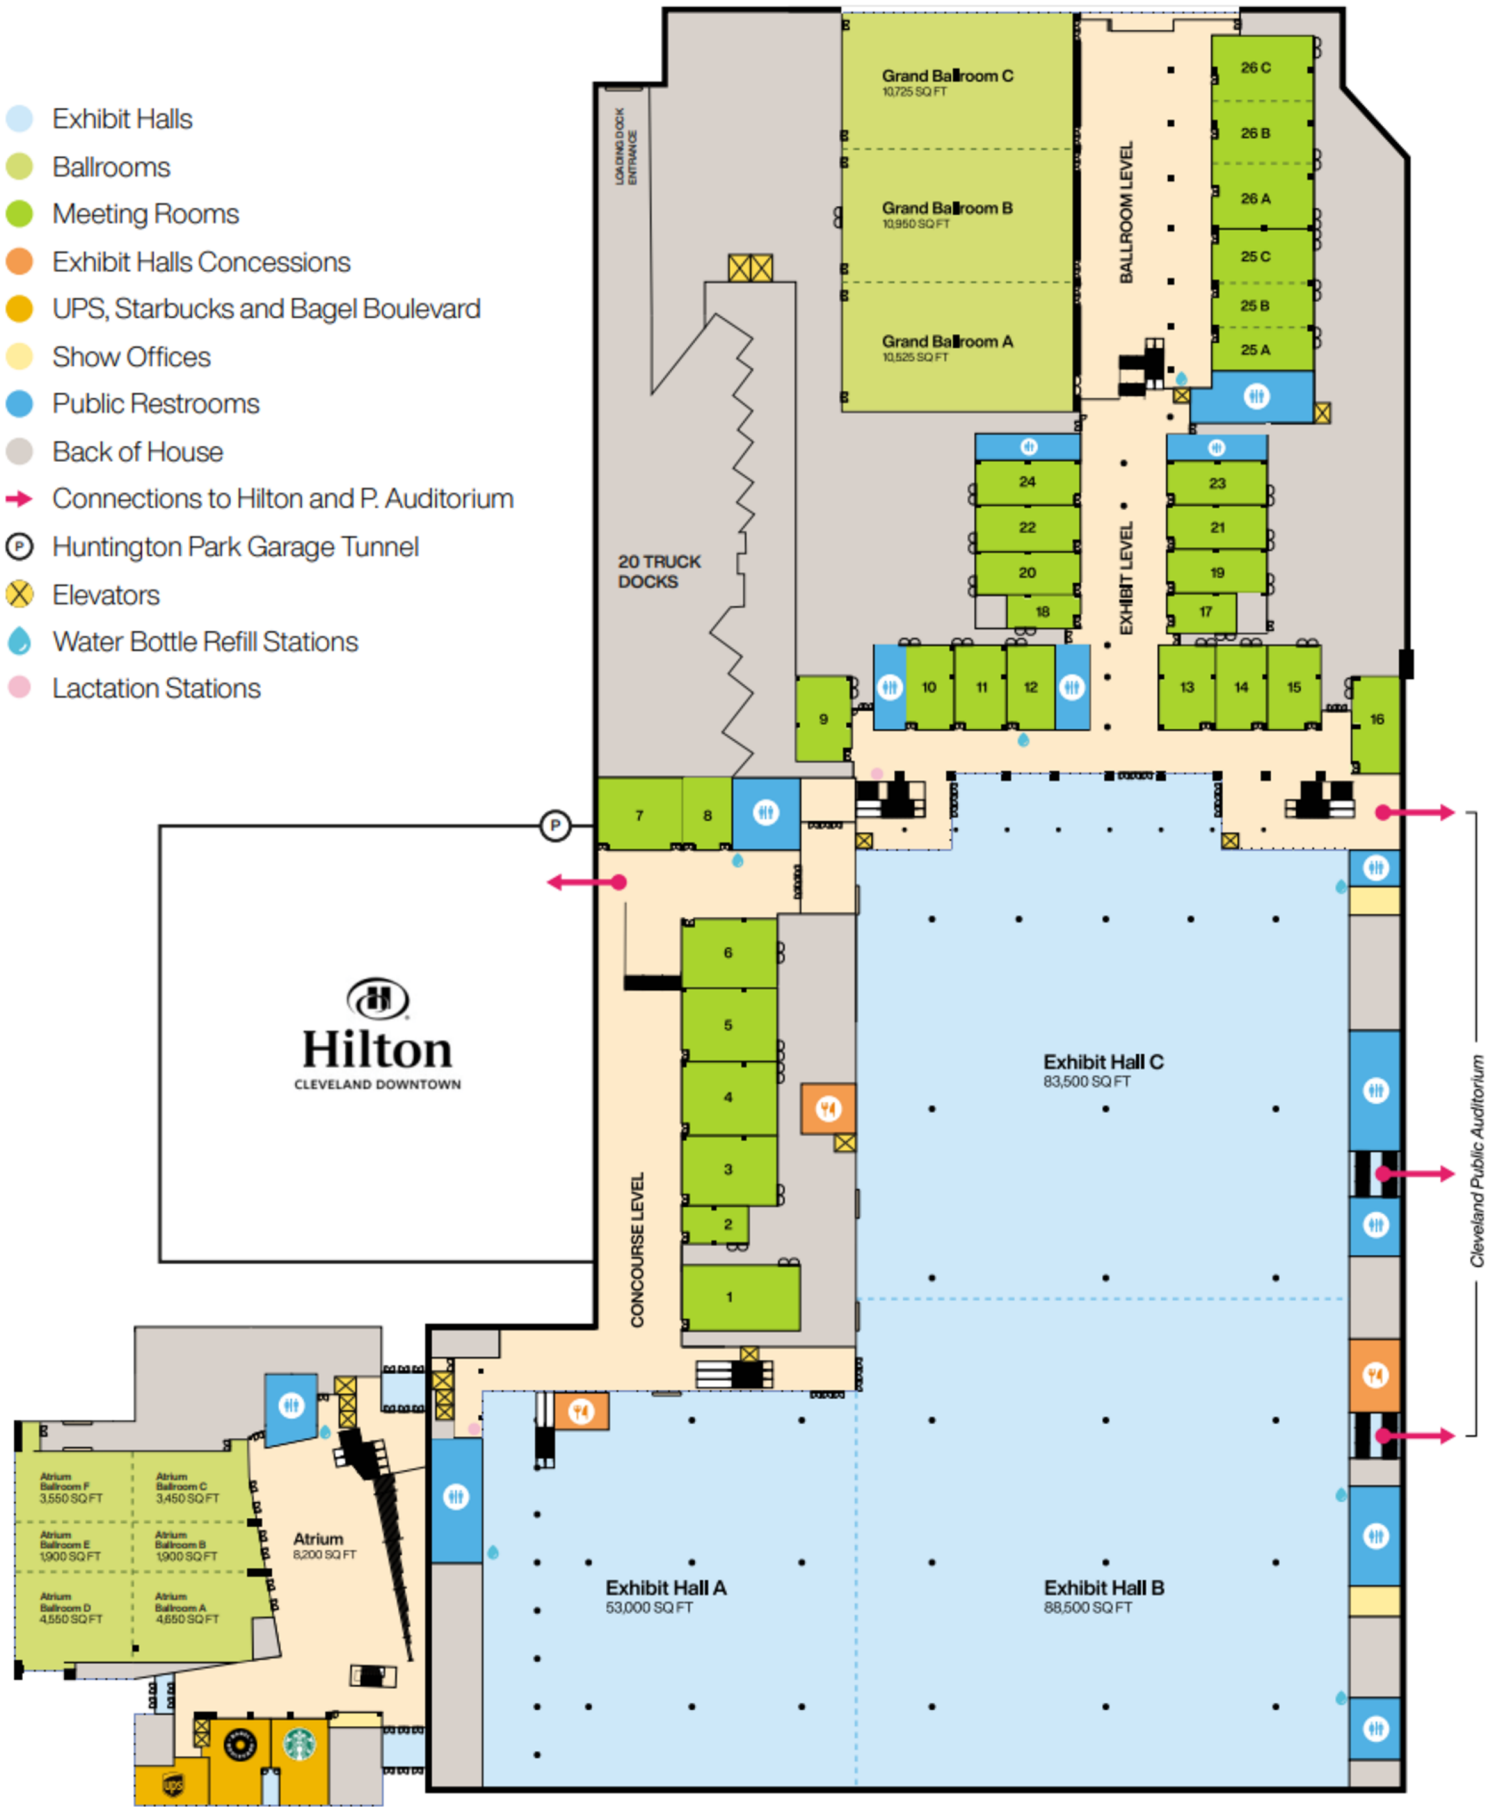 Exhibit Halls
Ballrooms
Meeting Rooms
Exhibit Halls Concessions
UPS, Starbucks and Bagel Boulevard
Show Offices
Public Restrooms
Back of House
Connections to Hilton and P. Auditorium
P
Huntington Park Garage Tunnel
Elevators
Water Bottle Refill Stations
Lactation Stations
LOADING DOCK
ENTRANCE
Grand Ballroom C
10,725 SQ FT
Grand Ballroom B
10,950 SQ FT
Grand Ballroom A
10,525 SQ FT
BALLROOM LEVEL
26 C
26 B
26 A
25 C
25 B
25 A
20 TRUCK
DOCKS
24
22
20
18
EXHIBIT LEVEL
23
21
19
17
9
10
11
12
13
14
15
16
7
8
P
H
Hilton
CLEVELAND DOWNTOWN
6
5
4
3
2
1
CONCOURSE LEVEL
Exhibit Hall C
83,500 SQ FT
Cleveland Public Auditorium
Atrium
Ballroom F
3,550 SQ FT
Atrium
Ballroom C
3,450 SQ FT
Atrium
Ballroom E
1,900 SQ FT
Atrium
Ballroom B
1,900 SQ FT
Atrium
Ballroom D
4,550 SQ FT
Atrium
Ballroom A
4,650 SQ FT
Atrium
8,200 SQ FT
Exhibit Hall A
53,000 SQ FT
Exhibit Hall B
88,500 SQ FT
ups